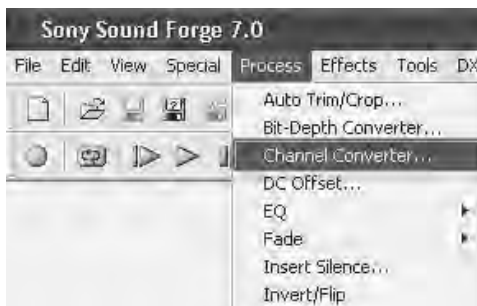 Sony Sound Forge 7.0
File Edit View Special Process Effects Tools DX
Auto Trim/Crop...
Bit-Depth Converter...
Channel Converter...
DC Offset...
EQ
Fade
Insert Silence...
Invert/Flip